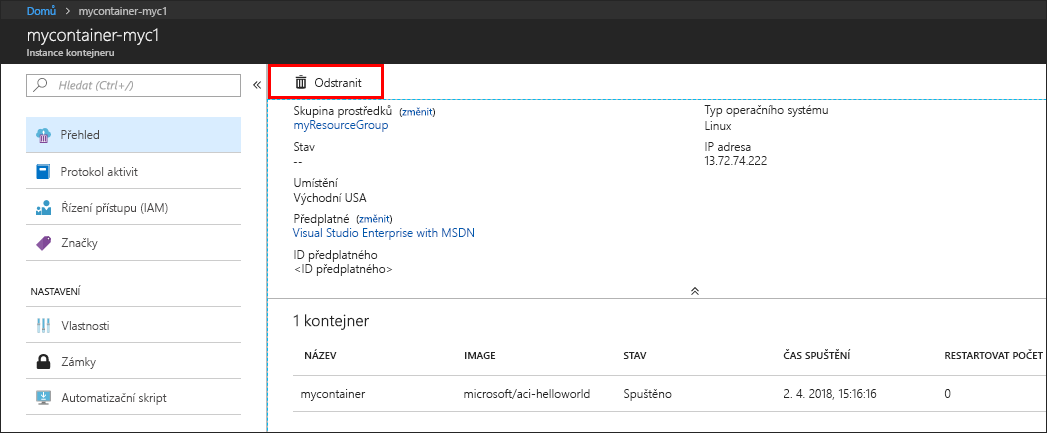 Domů > mycontainer-myc1
mycontainer-myc1
Instance kontejneru
Hledat (Ctrl+/)
Přehled
Protokol aktivit
Řízení přístupu (IAM)
Značky
NASTAVENÍ
Vlastnosti
Zámky
Automatizační skript
Odstranit
Skupina prostředků (změnit)
myResourceGroup
Stav
--
Umístění
Východní USA
Předplatné (změnit)
Visual Studio Enterprise with MSDN
ID předplatného
<ID předplatného>
Typ operačního systému
Linux
IP adresa
13.72.74.222
1 kontejner
NÁZEV IMAGE STAV ČAS SPUŠTĚNÍ RESTARTOVAT POČET
mycontainer microsoft/aci-helloworld Spuštěno 2. 4. 2018, 15:16:16 0